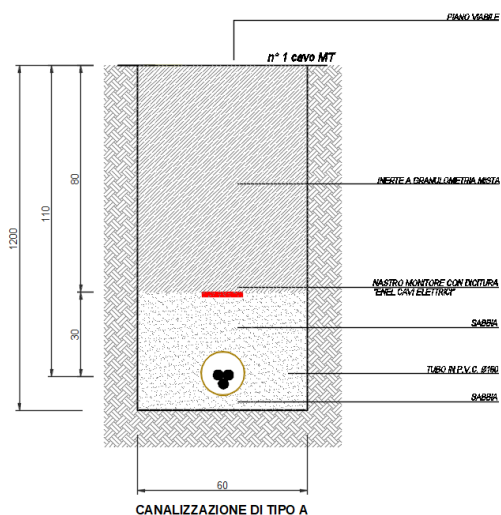 PIANO VIABILE
n° 1 cavo MT
80
110
1200
INERTE A GRANULOMETRIA MISTA
NASTRO MONITORE CON DICITURA
"ENEL CAVI ELETTRICI"
SABBIA
30
TUBO IN P.V.C. Ø160
SABBIA
60
CANALIZZAZIONE DI TIPO A